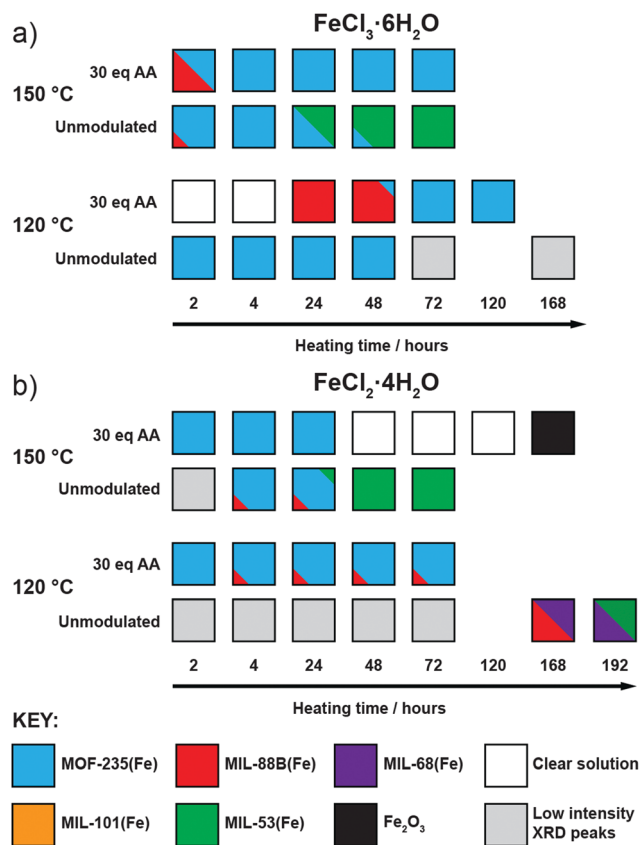 a)
FeCl₃·6H₂O
150 °C
30 eq AA
Unmodulated
120 °C
30 eq AA
Unmodulated
2 4 24 48 72 120 168
Heating time / hours
b)
FeCl₂·4H₂O
150 °C
30 eq AA
Unmodulated
120 °C
30 eq AA
Unmodulated
2 4 24 48 72 120 168 192
Heating time / hours
KEY:
MOF-235(Fe) MIL-88B(Fe) MIL-68(Fe) Clear solution
MIL-101(Fe) MIL-53(Fe) Fe₂O₃ Low intensity
XRD peaks